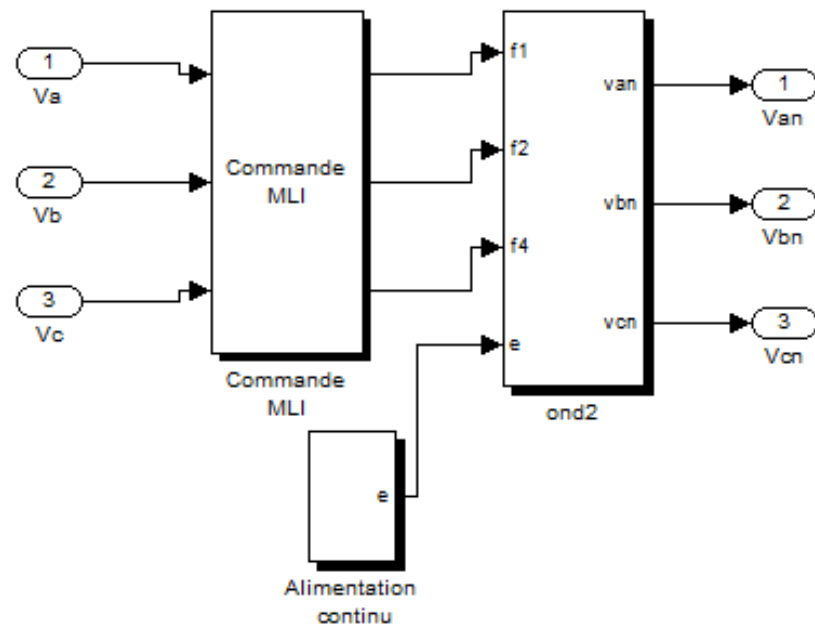 1
Va
2
Vb
3
Vc
Commande
MLI
Commande
MLI
f1
f2
f4
e
van
vbn
vcn
ond2
1
Van
2
Vbn
3
Vcn
e
Alimentation
continu